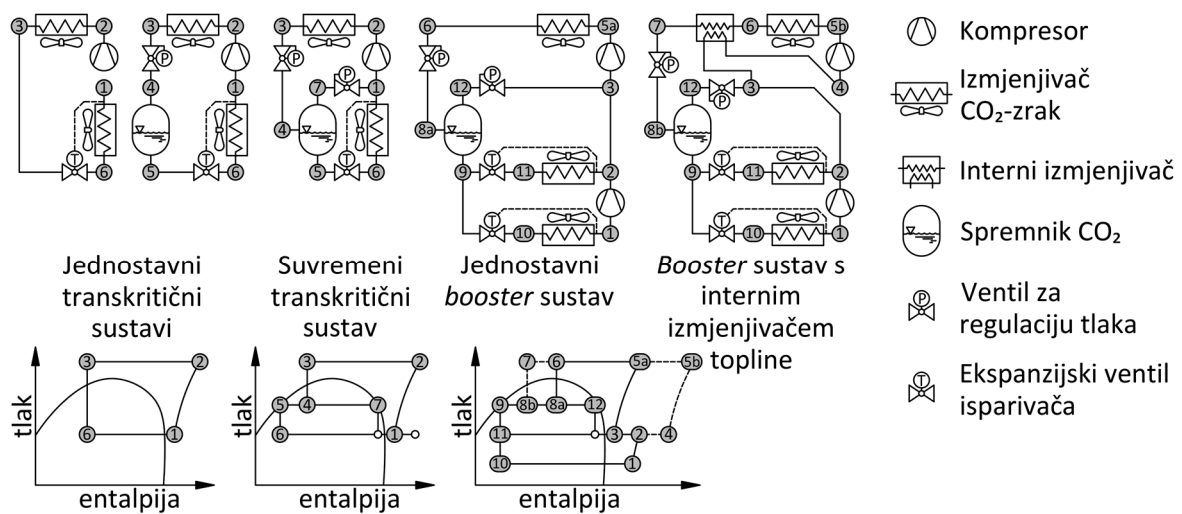 3 2 3 2 3 2 6 5a 7 6 5b
P P P P
1 4 1 7 P 1 12 P 3 12 P 3 4
4 8a 8b
T T T T 11 2 T 11 2
6 5 6 5 6 9 9
T 10 1 T 10 1
Kompresor
Izmjenjivač
CO₂-zrak
Interni izmjenjivač
Spremnik CO₂
P Ventil za
regulaciju tlaka
T Ekspanzijski ventil
isparivača
Jednostavni
transkritični
sustavi
Suvremeni
transkritični
sustav
Jednostavni
booster sustav
Booster sustav s
internim
izmjenjivačem
topline
tlak
3 2
6 1
entalpija
tlak
3 2
5 4 7
6 1
entalpija
tlak
7 6 5a 5b
9 8b 8a 12
11 3 2 4
10 1
entalpija